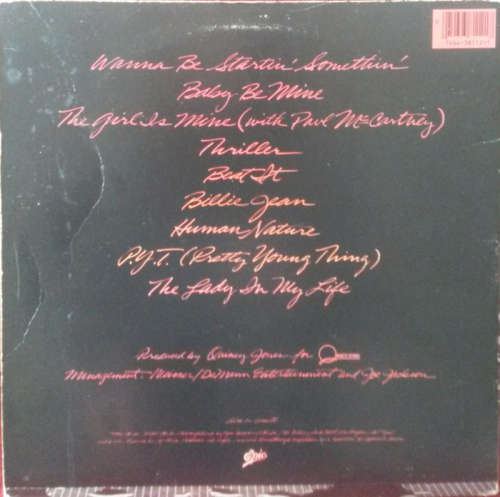 Wanna Be Startin' Somethin'
Baby Be Mine
The Girl Is Mine (with Paul McCartney)
Thriller
Beat It
Billie Jean
Human Nature
P.Y.T. (Pretty Young Thing)
The Lady In My Life
Produced by Quincy Jones for Qwest
Management: Weisner/DeMann Entertainment and Joe Jackson
Epic